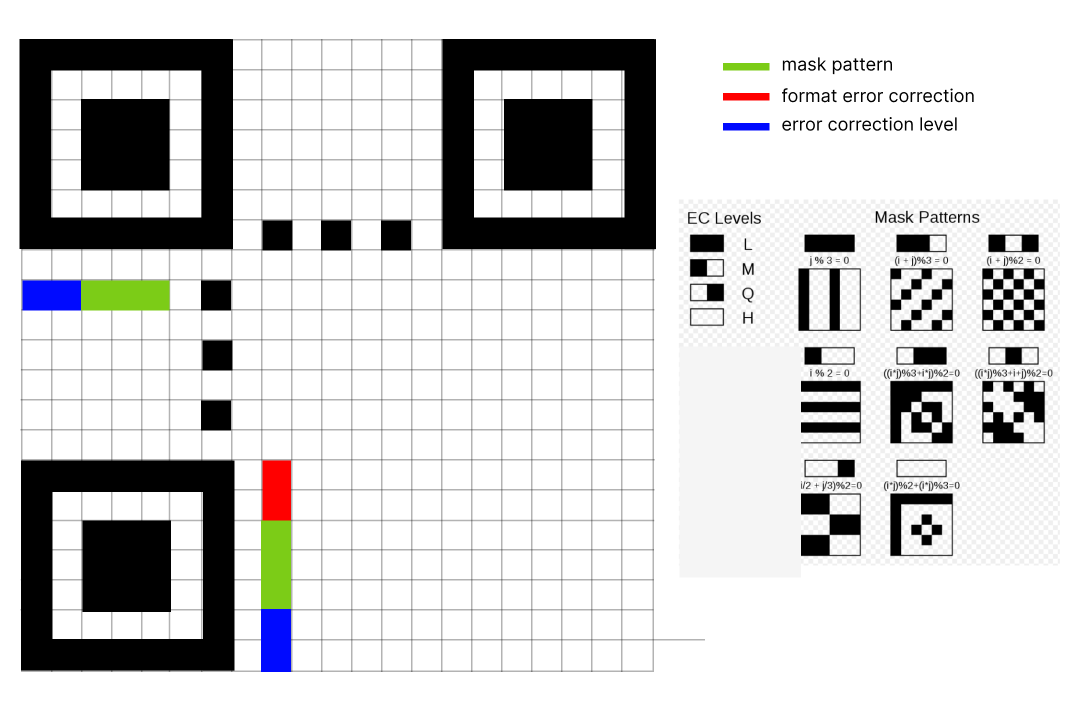 mask pattern
format error correction
error correction level
EC Levels
L
M
Q
H
Mask Patterns
j % 3 = 0
(i + j)%3 = 0
(i + j)%2 = 0
i % 2 = 0
((i*j)%3+i*j)%2=0
((i*j)%3+i+j)%2=0
i/2 + j/3)%2=0
(i*j)%2+(i*j)%3=0